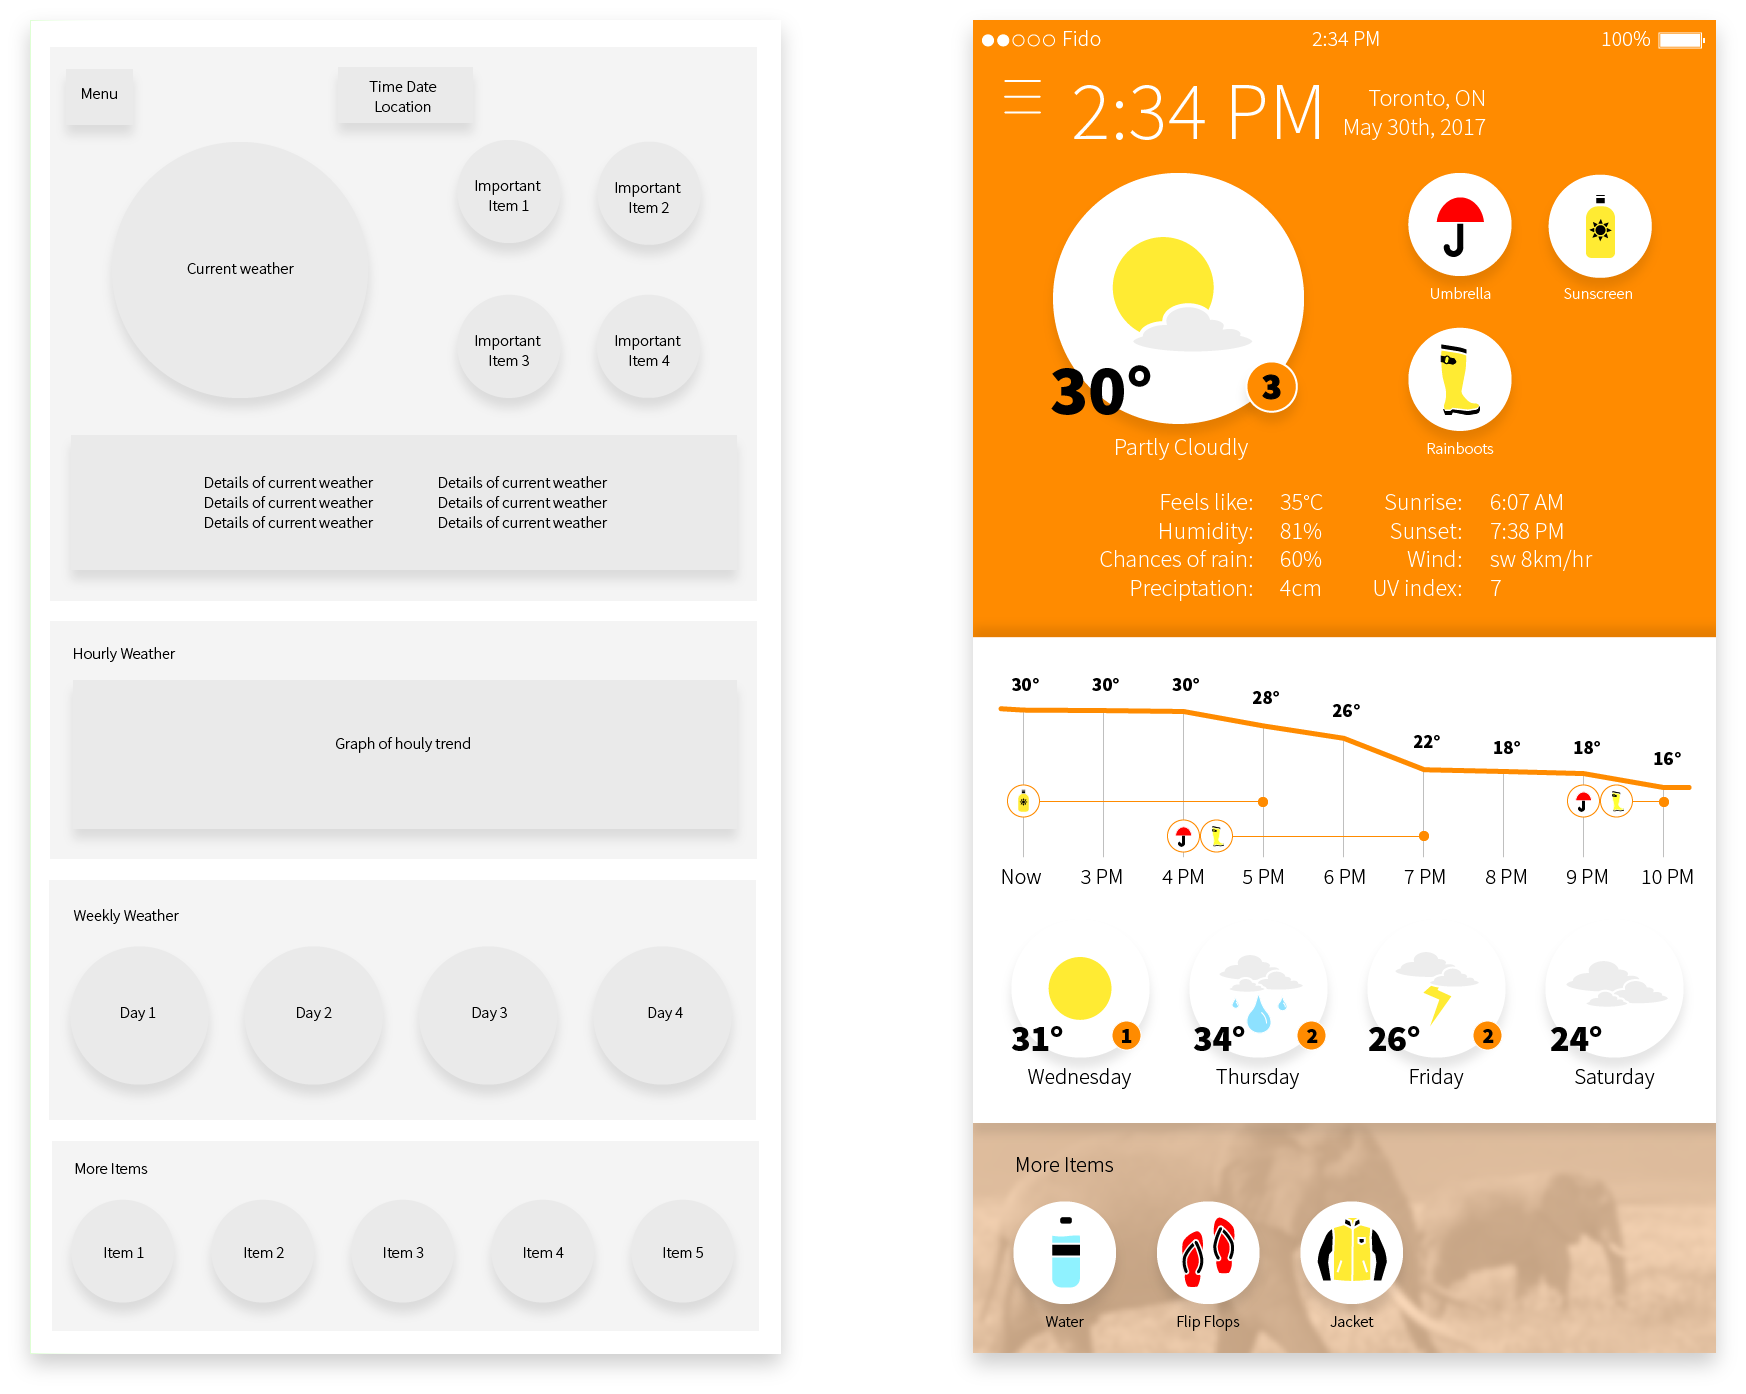 Menu
Time Date
Location
Current weather
Important
Item 1
Important
Item 2
Important
Item 3
Important
Item 4
Details of current weather
Details of current weather
Details of current weather
Details of current weather
Details of current weather
Details of current weather
Hourly Weather
Graph of houly trend
Weekly Weather
Day 1
Day 2
Day 3
Day 4
More Items
Item 1
Item 2
Item 3
Item 4
Item 5
Fido
2:34 PM
100%
2:34 PM
Toronto, ON
May 30th, 2017
Umbrella
Sunscreen
30°
3
Partly Cloudly
Rainboots
Feels like: 35°C
Humidity: 81%
Chances of rain: 60%
Preciptation: 4cm
Sunrise: 6:07 AM
Sunset: 7:38 PM
Wind: sw 8km/hr
UV index: 7
30° 30° 30° 28° 26° 22° 18° 18° 16°
Now 3 PM 4 PM 5 PM 6 PM 7 PM 8 PM 9 PM 10 PM
31° 1
Wednesday
34° 2
Thursday
26° 2
Friday
24°
Saturday
More Items
Water
Flip Flops
Jacket